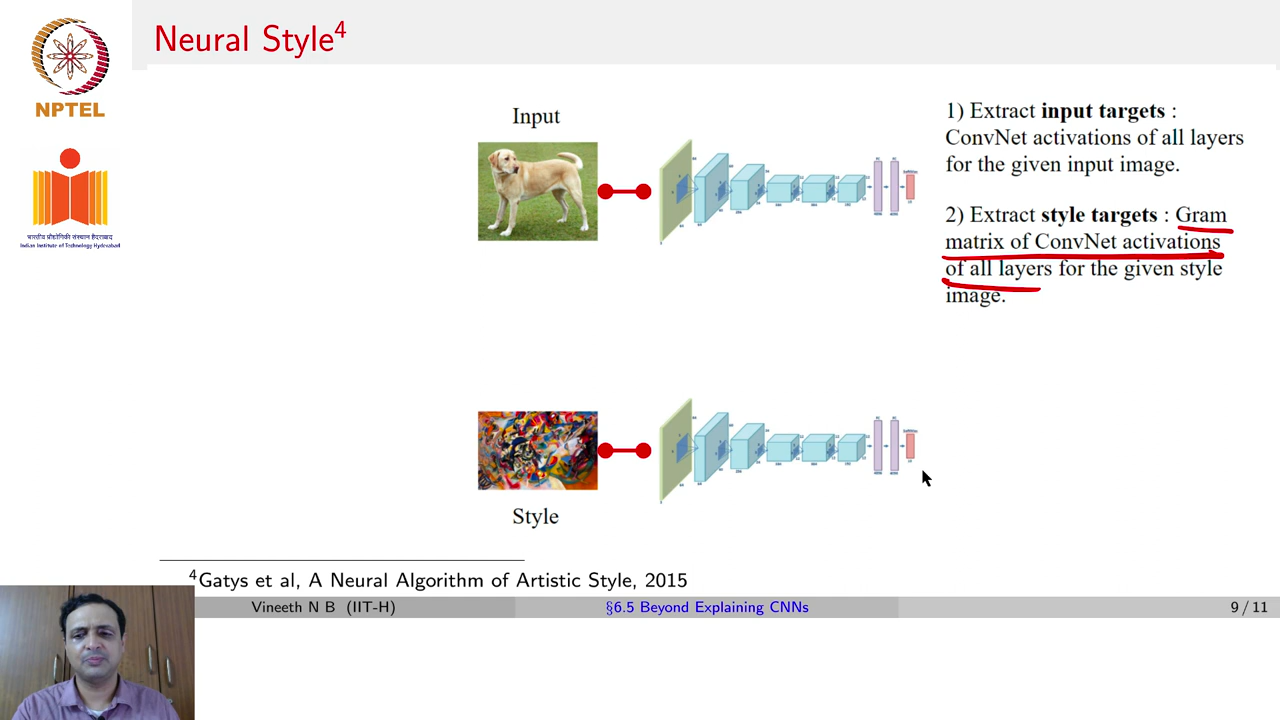 Neural Style4
NPTEL
भारतीय प्रौद्योगिकी संस्थान हैदराबाद
Indian Institute of Technology Hyderabad
Input
1) Extract input targets :
ConvNet activations of all layers
for the given input image.
2) Extract style targets : Gram
matrix of ConvNet activations
of all layers for the given style
image.
Style
4Gatys et al, A Neural Algorithm of Artistic Style, 2015
Vineeth N B (IIT-H)
§6.5 Beyond Explaining CNNs
9 / 11